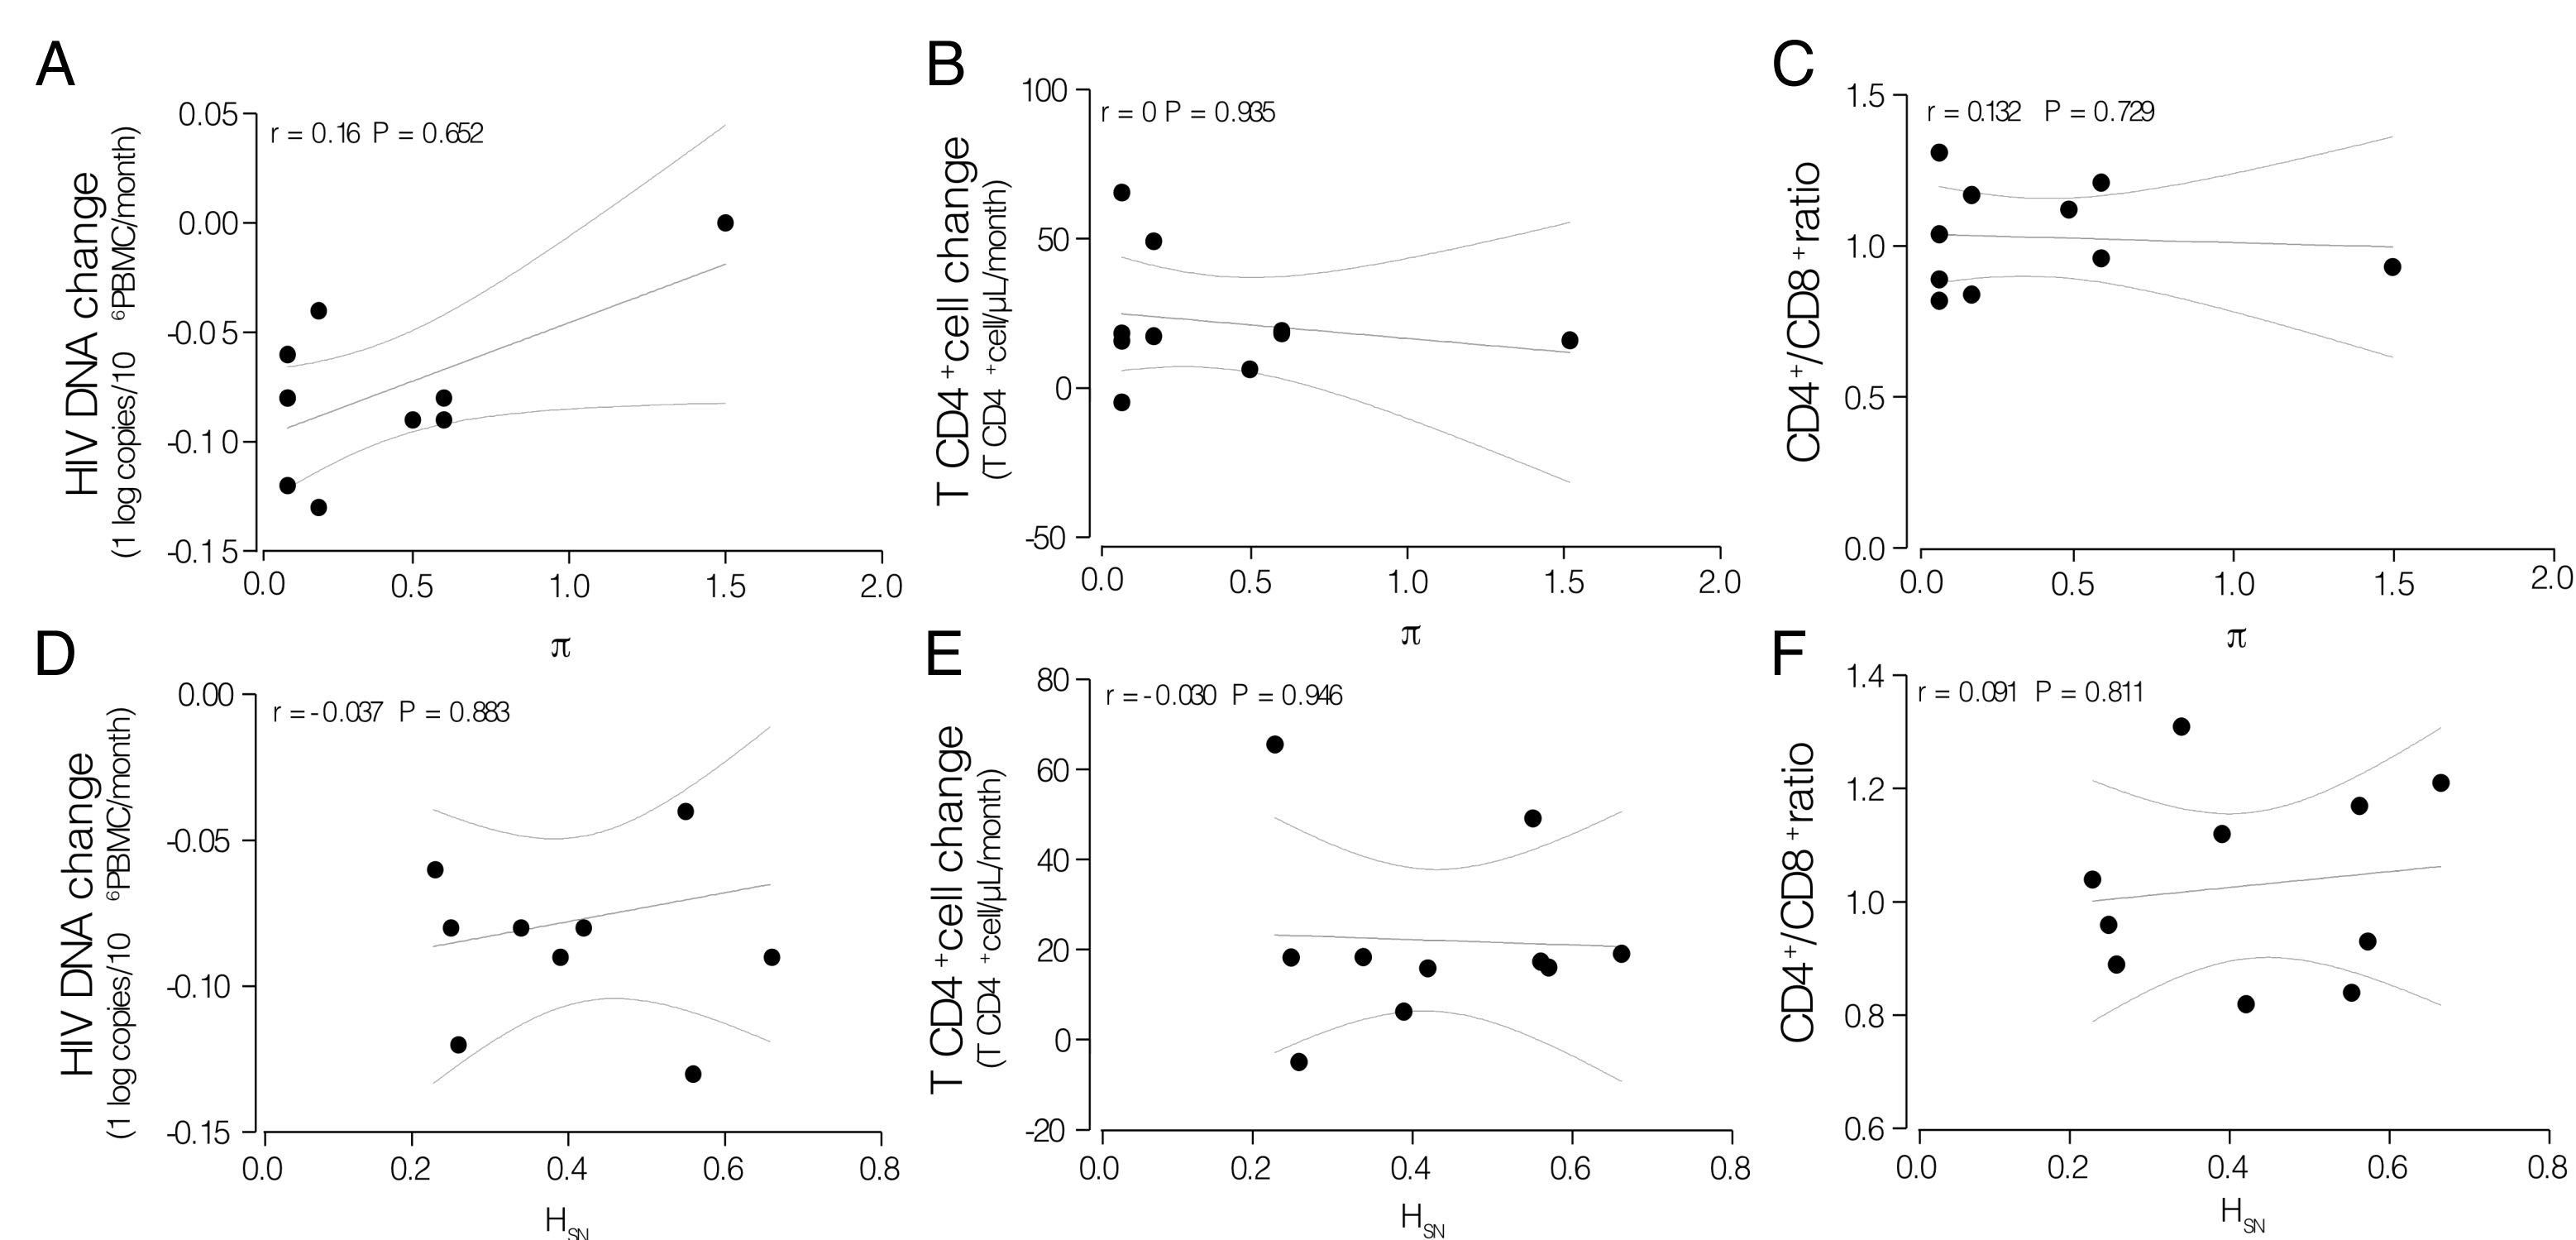 A
HIV DNA change
(1 log copies/10 ⁶PBMC/month)
0.05
0.00
-0.05
-0.10
-0.15
r = 0.16 P = 0.652
0.0 0.5 1.0 1.5 2.0
π
B
T CD4 ⁺cell change
(T CD4 ⁺cell/µL/month)
100
50
0
-50
r = 0 P = 0.935
0.0 0.5 1.0 1.5 2.0
π
C
CD4⁺/CD8⁺ratio
1.5
1.0
0.5
0.0
r = 0.132 P = 0.729
0.0 0.5 1.0 1.5 2.0
π
D
HIV DNA change
(1 log copies/10 ⁶PBMC/month)
0.00
-0.05
-0.10
-0.15
r = -0.037 P = 0.883
0.0 0.2 0.4 0.6 0.8
H_SN
E
T CD4 ⁺cell change
(T CD4 ⁺cell/µL/month)
80
60
40
20
0
-20
r = -0.030 P = 0.946
0.0 0.2 0.4 0.6 0.8
H_SN
F
CD4⁺/CD8⁺ratio
1.4
1.2
1.0
0.8
0.6
r = 0.091 P = 0.811
0.0 0.2 0.4 0.6 0.8
H_SN